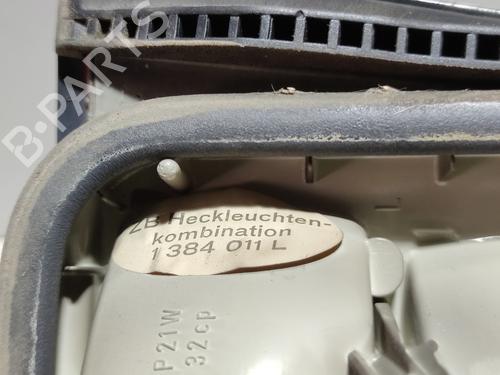 B-PARTS
ZB Heckleuchten-
kombination
1 384 011 L
P21W
32cp